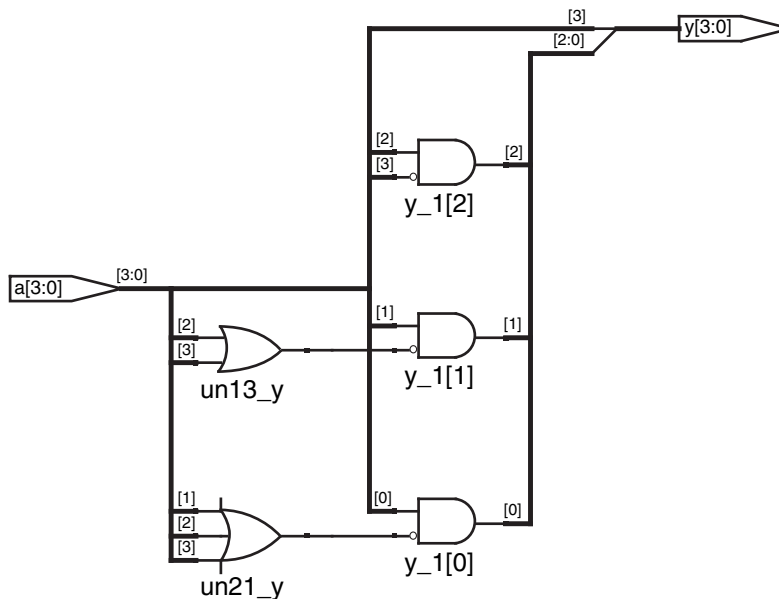 [3]
y[3:0]
[2:0]
[2]
[3]
[2]
y_1[2]
[3:0]
a[3:0]
[1]
[2]
[1]
[3]
y_1[1]
un13_y
[1]
[0]
[0]
[2]
[3]
y_1[0]
un21_y